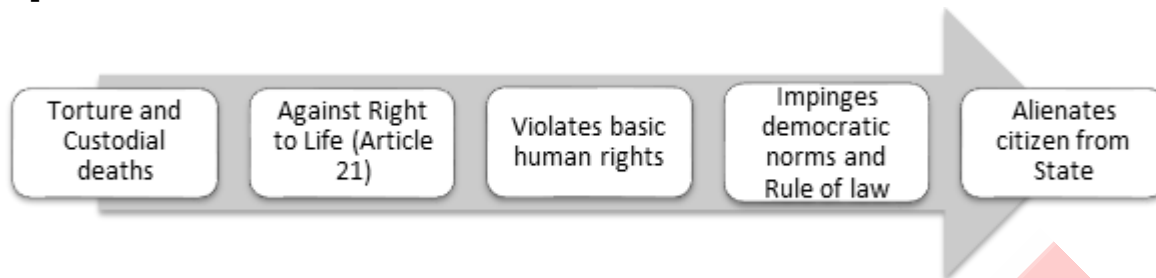 Torture and
Custodial
deaths
Against Right
to Life (Article
21)
Violates basic
human rights
Impinges
democratic
norms and
Rule of law
Alienates
citizen from
State